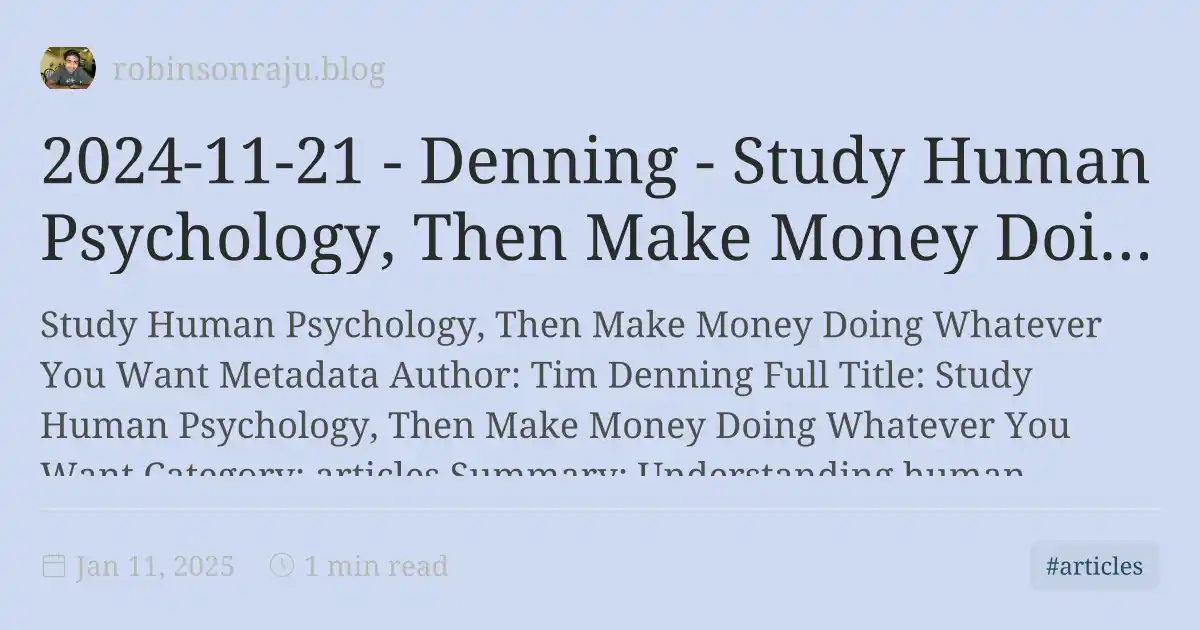 robinsonraju.blog
2024-11-21 - Denning - Study Human
Psychology, Then Make Money Doi...
Study Human Psychology, Then Make Money Doing Whatever
You Want Metadata Author: Tim Denning Full Title: Study
Human Psychology, Then Make Money Doing Whatever You
Want Category: articles Summary: Understanding human
Jan 11, 2025 1 min read
#articles